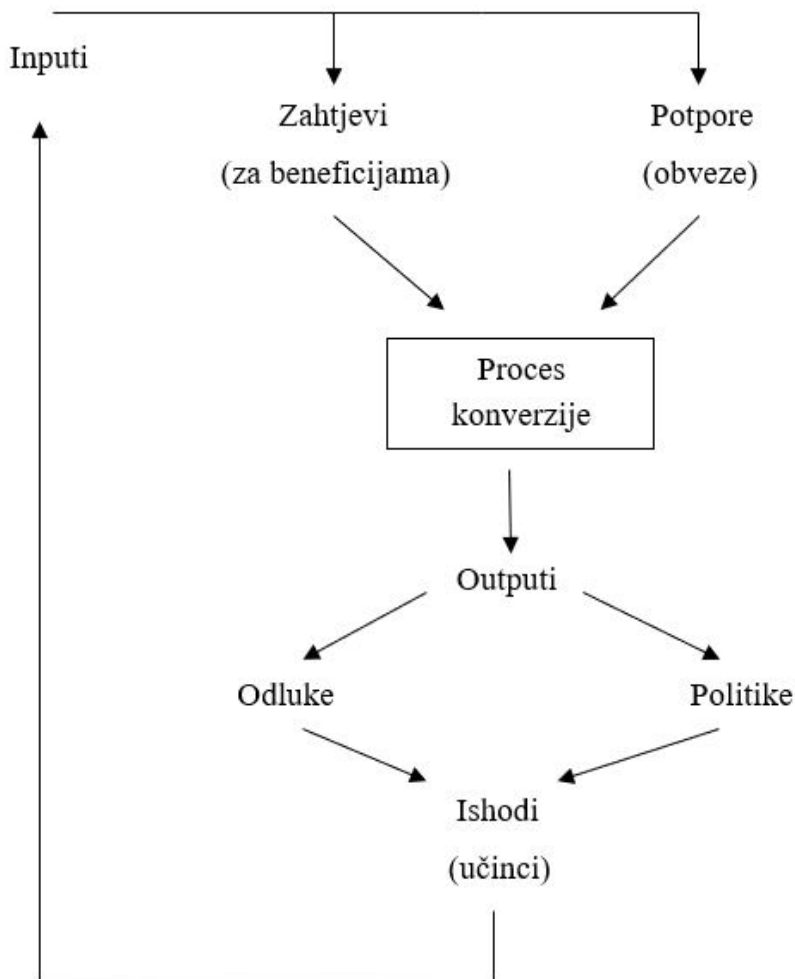 Inputi
Zahtjevi
(za beneficijama)
Potpore
(obveze)
Proces
konverzije
Outputi
Odluke
Politike
Ishodi
(učinci)